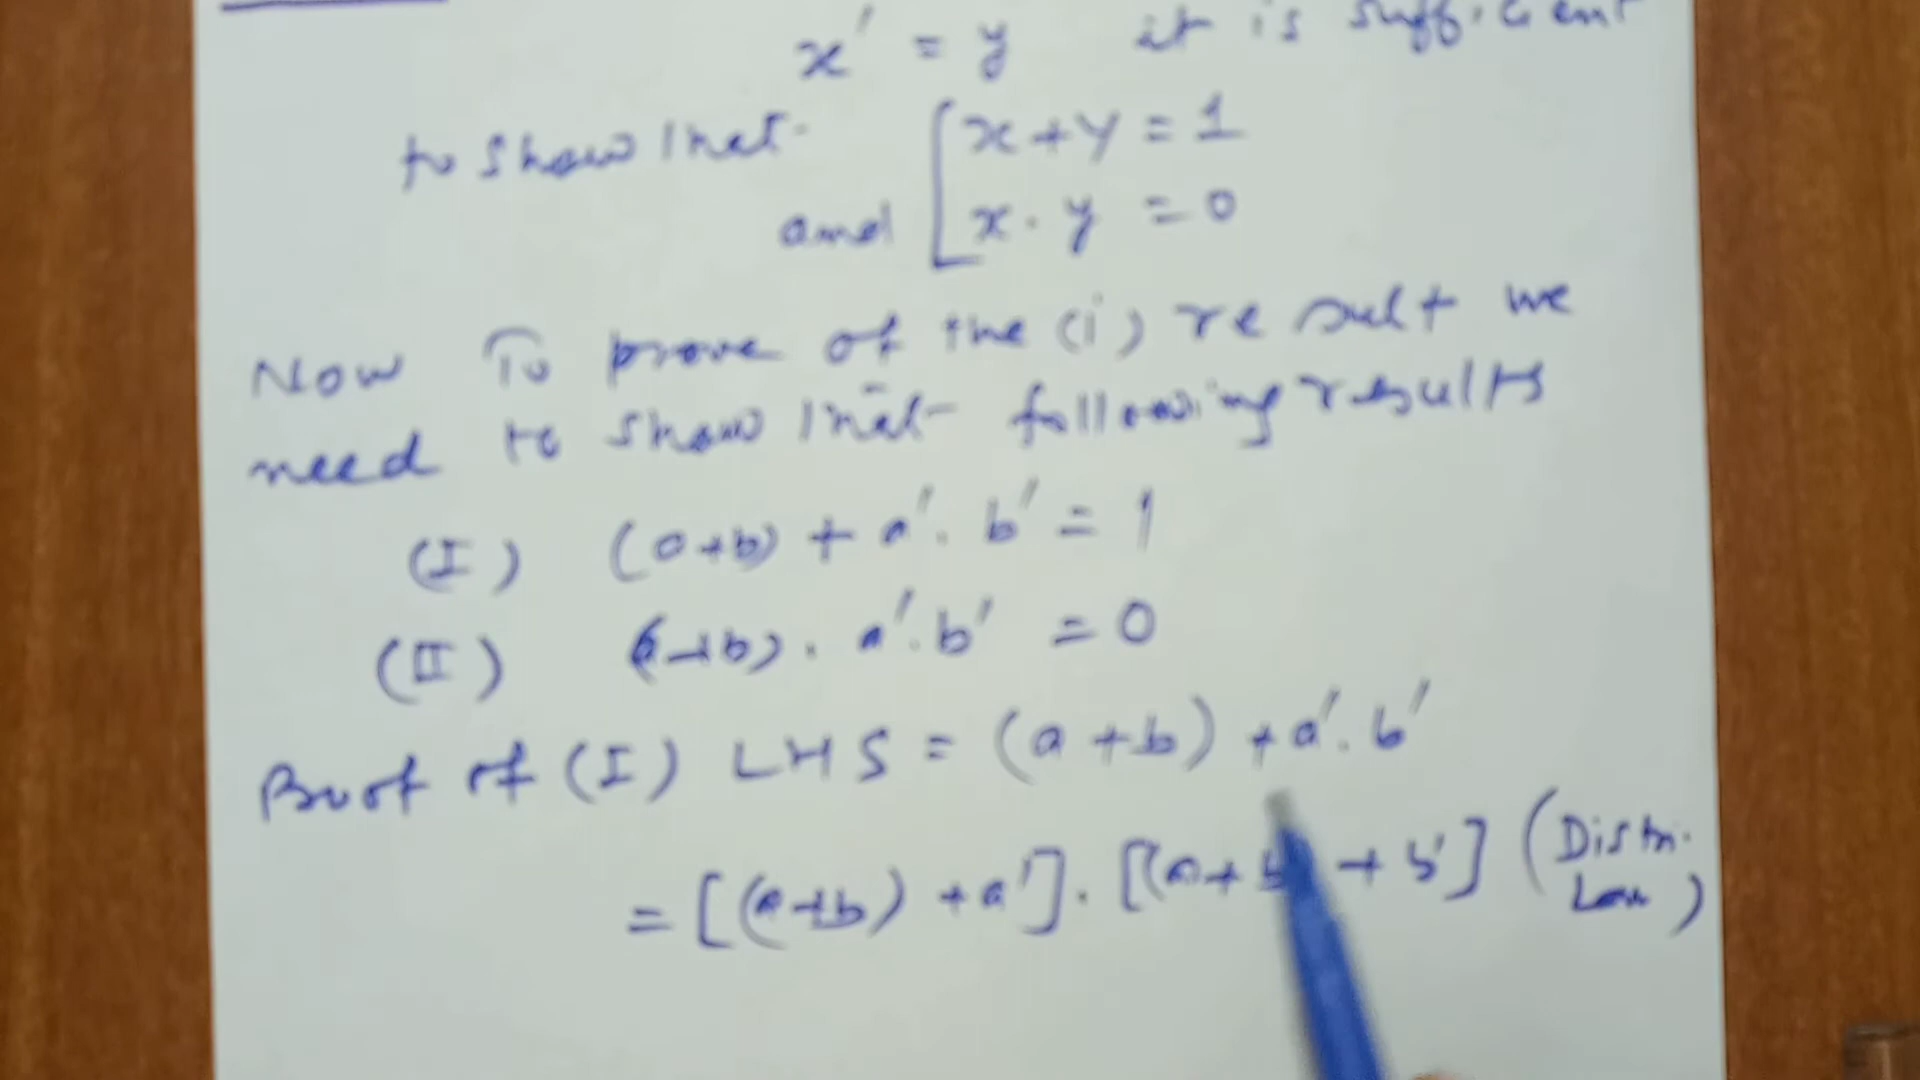 x' = y it is sufficient
to show that x+y = 1
and x . y = 0
Now To prove of the (i) result we
need to show that following results
(I) (a+b) + a' . b' = 1
(II) (a+b) . a' . b' = 0
Proof of (I) LHS = (a+b) + a' . b'
= [(a+b) + a'] . [(a+ + b'] (Distri.
Law)